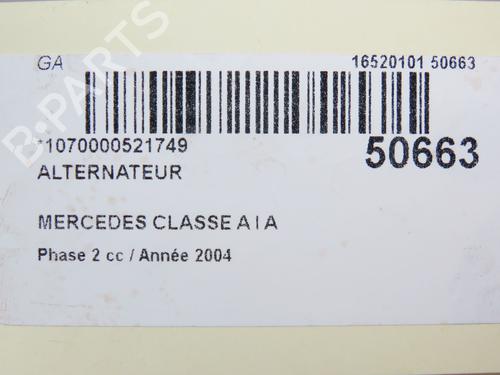 GA 16520101 50663
*1070000521749 50663
ALTERNATEUR
MERCEDES CLASSE A I A
Phase 2 cc / Année 2004
B-PARTS